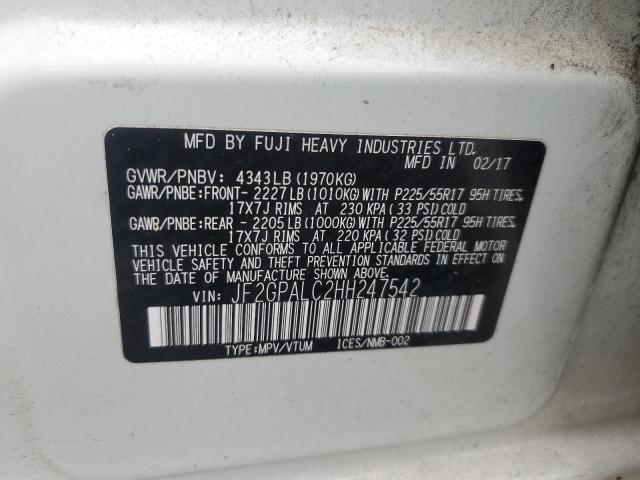 MFD BY FUJI HEAVY INDUSTRIES LTD.
MFD IN 02/17
GVWR/PNBV: 4343LB (1970KG)
GAWR/PNBE:FRONT- 2227LB (1010KG) WITH P225/55R17 95H TIRES,
17X7J RIMS AT 230 KPA (33 PSI) COLD
GAWR/PNBE:REAR - 2205LB (1000KG) WITH P225/55R17 95H TIRES,
17X7J RIMS AT 220 KPA (32 PSI) COLD
THIS VEHICLE CONFORMS TO ALL APPLICABLE FEDERAL MOTOR
VEHICLE SAFETY AND THEFT PREVENTION STANDARDS IN EFFECT ON
THE DATE OF MANUFACTURE SHOWN ABOVE.
VIN: JF2GPALC2HH247542
TYPE:MPV/VTUM ICES/NMB-002